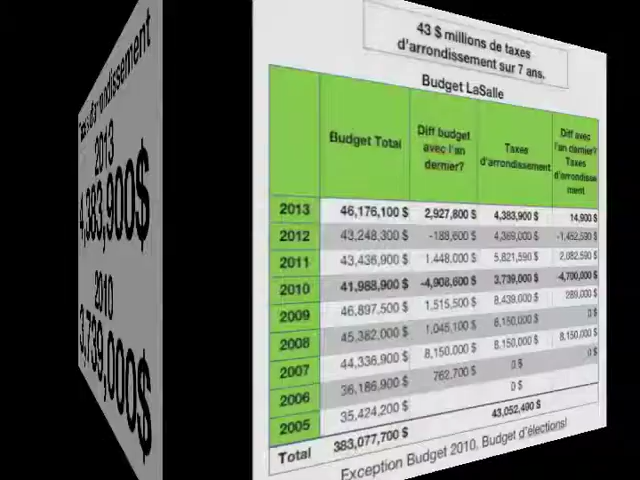 Taxes d'arrondissement
2013
4,383,900$
2010
3,739,000$
43 $ millions de taxes
d'arrondissement sur 7 ans.
Budget LaSalle
Budget Total
Diff budget
avec l'an
dernier?
Taxes
d'arrondissement
Diff avec
l'an dernier?
Taxes
d'arrondisse
ment
2013 46,176,100 $ 2,927,800 $ 4,383,900 $ 14,900 $
2012 43,248,300 $ -188,600 $ 4,369,000 $ -1,452,590 $
2011 43,436,900 $ 1,448,000 $ 5,821,590 $ 2,082,590 $
2010 41,988,900 $ -4,908,600 $ 3,739,000 $ -4,700,000 $
2009 46,897,500 $ 1,515,500 $ 8,439,000 $ 289,000 $
2008 45,382,000 $ 1,045,100 $ 8,150,000 $ 0 $
2007 44,336,900 $ 8,150,000 $ 8,150,000 $ 8,150,000 $
2006 36,186,900 $ 762,700 $ 0 $ 0 $
2005 35,424,200 $ 0 $
Total 383,077,700 $ 43,052,490 $
Exception Budget 2010, Budget d'élections!